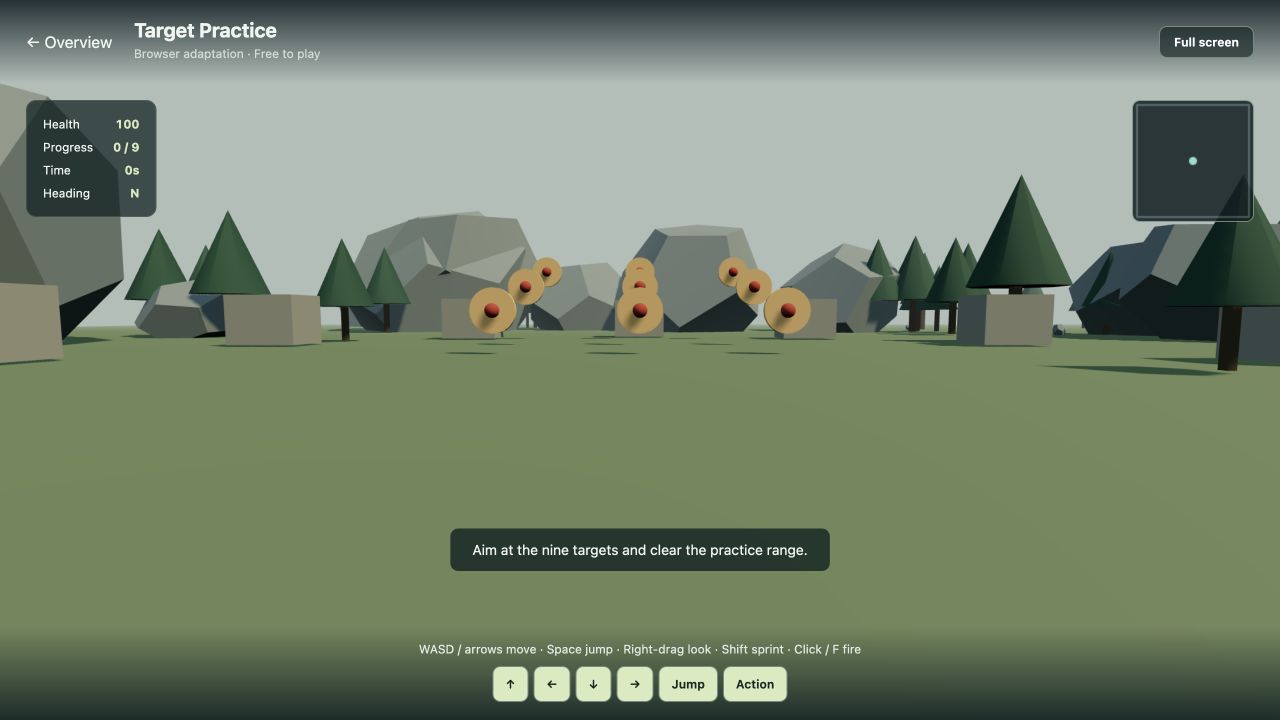 ← Overview
Target Practice
Browser adaptation · Free to play
Full screen
Health 100
Progress 0 / 9
Time 0s
Heading N
Aim at the nine targets and clear the practice range.
WASD / arrows move · Space jump · Right-drag look · Shift sprint · Click / F fire
↑ ← ↓ → Jump Action